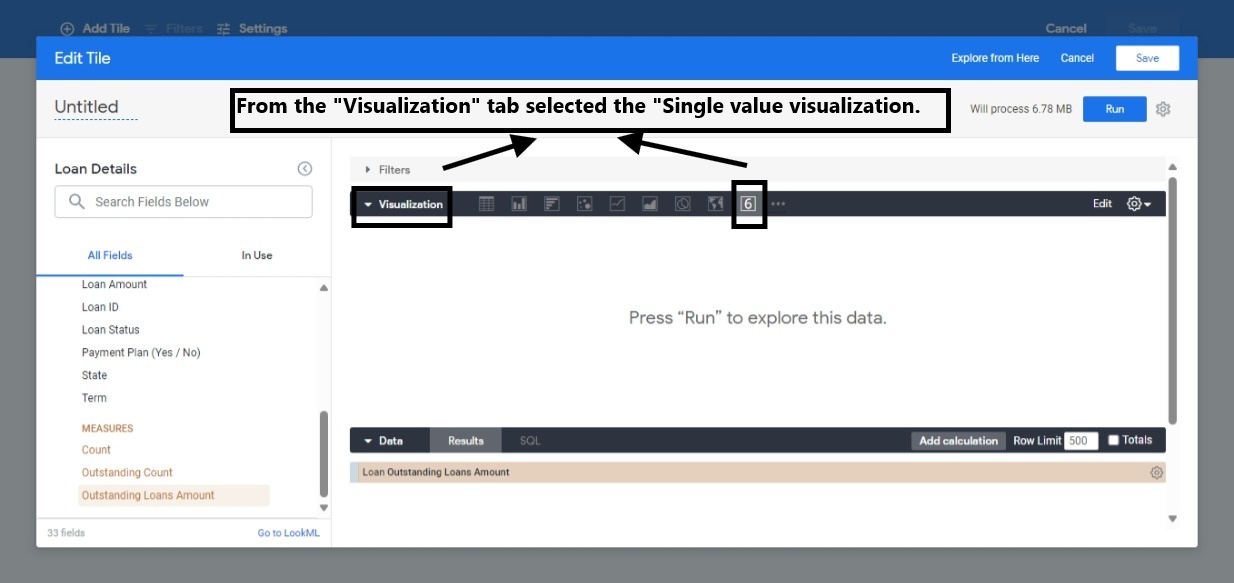 Add Tile Filters Settings Cancel Save
Edit Tile Explore from Here Cancel Save
Untitled
From the "Visualization" tab selected the "Single value visualization.
Will process 6.78 MB Run
Loan Details
Search Fields Below
All Fields In Use
Loan Amount
Loan ID
Loan Status
Payment Plan (Yes / No)
State
Term
MEASURES
Count
Outstanding Count
Outstanding Loans Amount
33 fields Go to LookML
Filters
Visualization 6 Edit
Press “Run” to explore this data.
Data Results SQL Add calculation Row Limit 500 Totals
Loan Outstanding Loans Amount